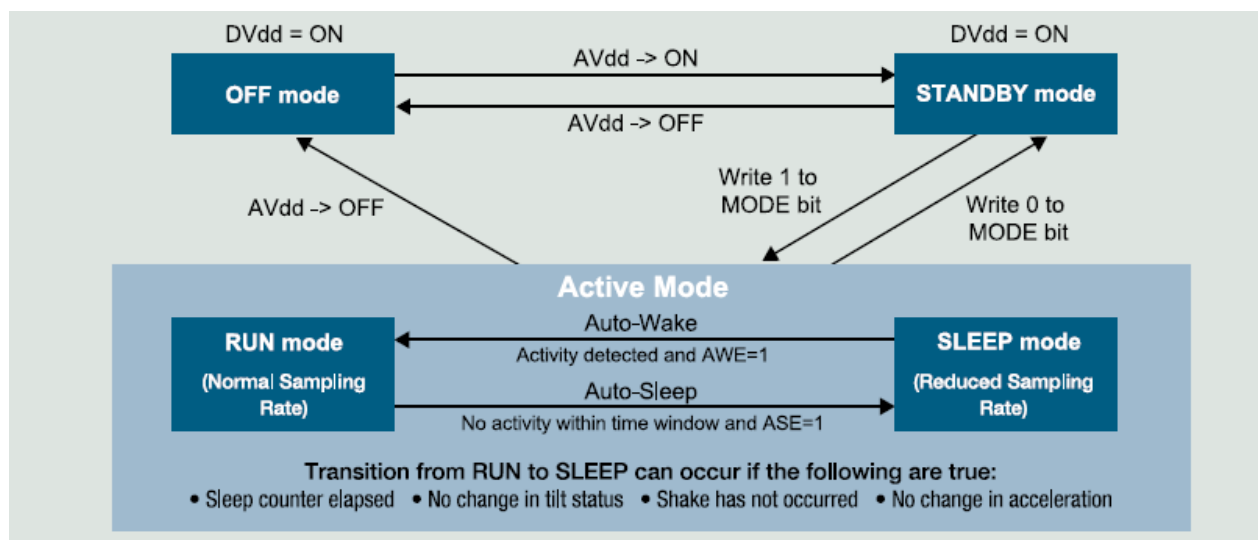 DVdd = ON
DVdd = ON
OFF mode
AVdd -> ON
STANDBY mode
AVdd -> OFF
AVdd -> OFF
Write 1 to
MODE bit
Write 0 to
MODE bit
Active Mode
RUN mode
(Normal Sampling
Rate)
Auto-Wake
Activity detected and AWE=1
Auto-Sleep
No activity within time window and ASE=1
SLEEP mode
(Reduced Sampling
Rate)
Transition from RUN to SLEEP can occur if the following are true:
• Sleep counter elapsed • No change in tilt status • Shake has not occurred • No change in acceleration